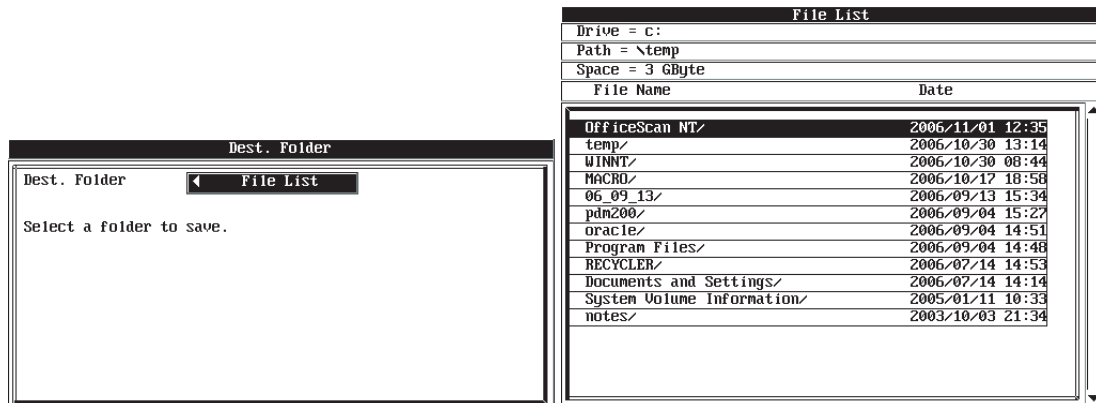 Dest. Folder
Dest. Folder
File List
Select a folder to save.
File List
Drive = c:
Path = \temp
Space = 3 GByte
File Name Date
OfficeScan NT/ 2006/11/01 12:35
temp/ 2006/10/30 13:14
WINNT/ 2006/10/30 08:44
MACRO/ 2006/10/17 18:58
06_09_13/ 2006/09/13 15:34
pdm200/ 2006/09/04 15:27
oracle/ 2006/09/04 14:51
Program Files/ 2006/09/04 14:48
RECYCLER/ 2006/07/14 14:53
Documents and Settings/ 2006/07/14 14:14
System Volume Information/ 2005/01/11 10:33
notes/ 2003/10/03 21:34